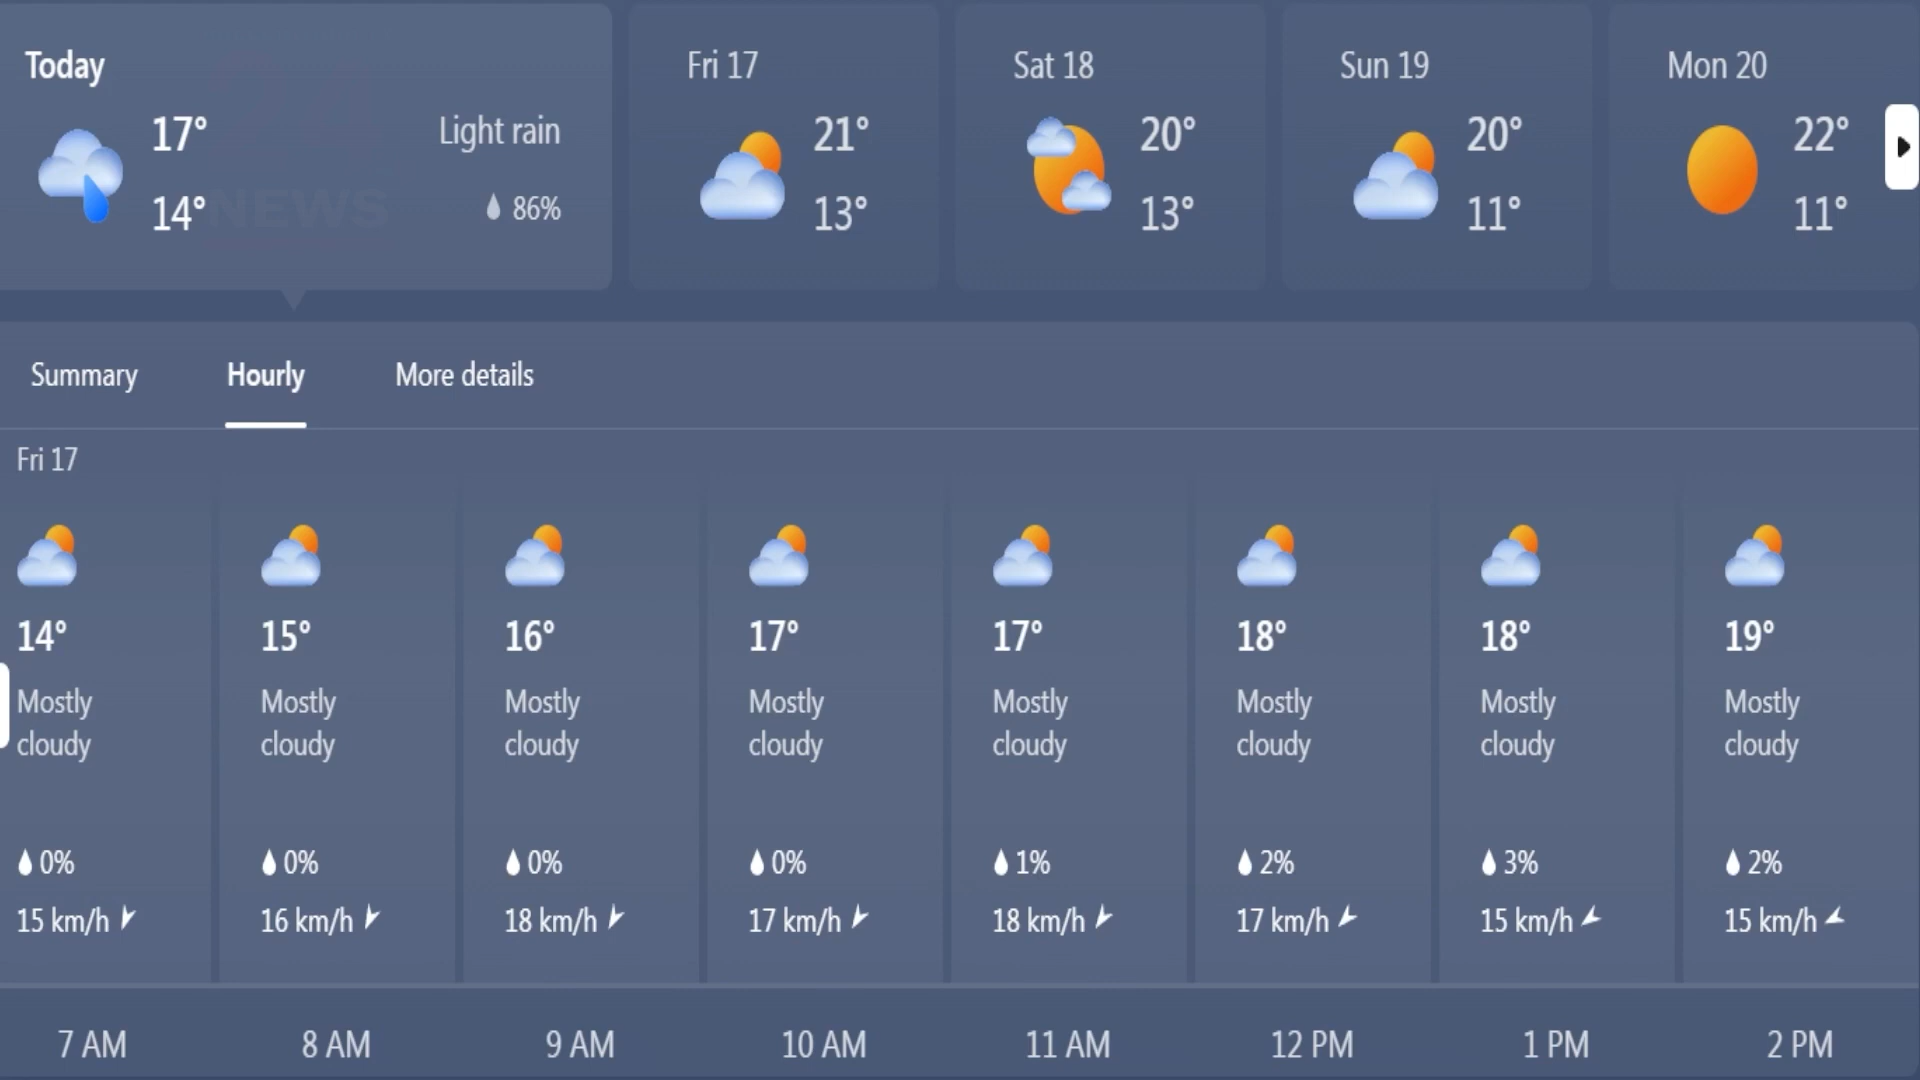 Today
17°
Light rain
14°
NEWS
86%
Fri 17
21°
13°
Sat 18
20°
13°
Sun 19
20°
11°
Mon 20
22°
11°
Summary Hourly More details
Fri 17
14° 15° 16° 17° 17° 18° 18° 19°
Mostly Mostly Mostly Mostly Mostly Mostly Mostly Mostly
cloudy cloudy cloudy cloudy cloudy cloudy cloudy cloudy
0% 0% 0% 0% 1% 2% 3% 2%
15 km/h 16 km/h 18 km/h 17 km/h 18 km/h 17 km/h 15 km/h 15 km/h
7 AM 8 AM 9 AM 10 AM 11 AM 12 PM 1 PM 2 PM